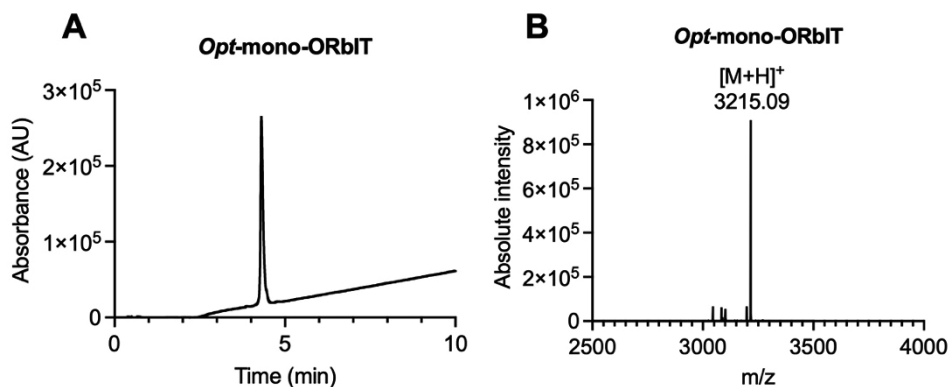 A
Opt-mono-ORbIT
Absorbance (AU)
3×10⁵
2×10⁵
1×10⁵
0
0
5
10
Time (min)
B
Opt-mono-ORbIT
[M+H]⁺
3215.09
Absolute intensity
1×10⁶
8×10⁵
6×10⁵
4×10⁵
2×10⁵
0
2500
3000
3500
4000
m/z